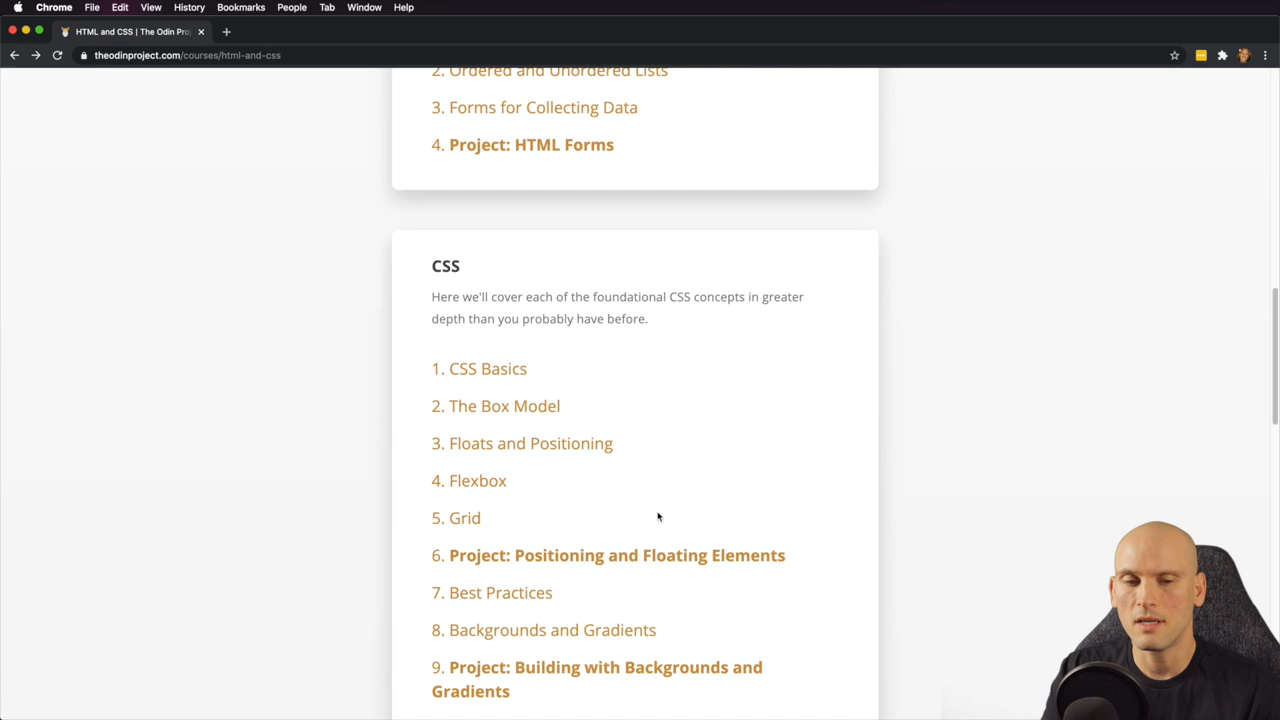 Chrome File Edit View History Bookmarks People Tab Window Help
HTML and CSS | The Odin Pro
theodinproject.com/courses/html-and-css
2. Ordered and Unordered Lists
3. Forms for Collecting Data
4. Project: HTML Forms
CSS
Here we'll cover each of the foundational CSS concepts in greater
depth than you probably have before.
1. CSS Basics
2. The Box Model
3. Floats and Positioning
4. Flexbox
5. Grid
6. Project: Positioning and Floating Elements
7. Best Practices
8. Backgrounds and Gradients
9. Project: Building with Backgrounds and
Gradients